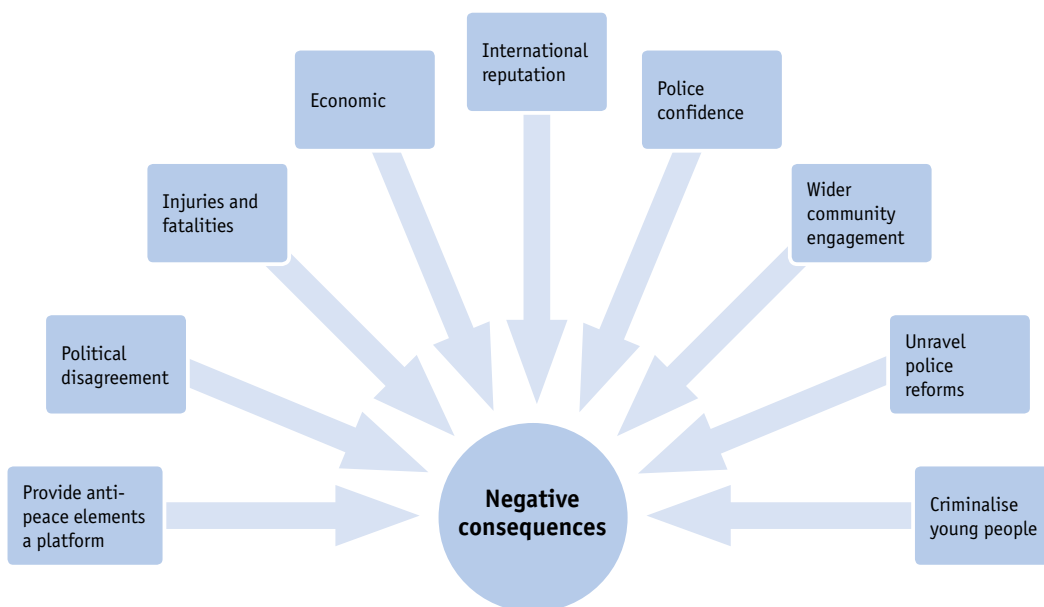 International
reputation
Economic
Police
confidence
Injuries and
fatalities
Wider
community
engagement
Political
disagreement
Unravel
police
reforms
Provide anti-
peace elements
a platform
Negative
consequences
Criminalise
young people